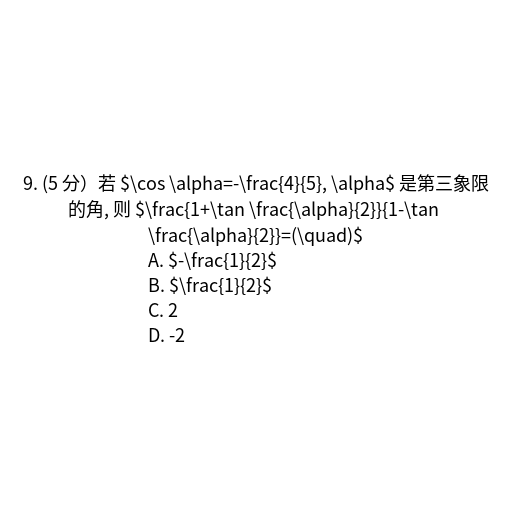 9. (5 分）若 $\cos \alpha=-\frac{4}{5}, \alpha$ 是第三象限
的角, 则 $\frac{1+\tan \frac{\alpha}{2}}{1-\tan
\frac{\alpha}{2}}=(\quad)$
A. $-\frac{1}{2}$
B. $\frac{1}{2}$
C. 2
D. -2